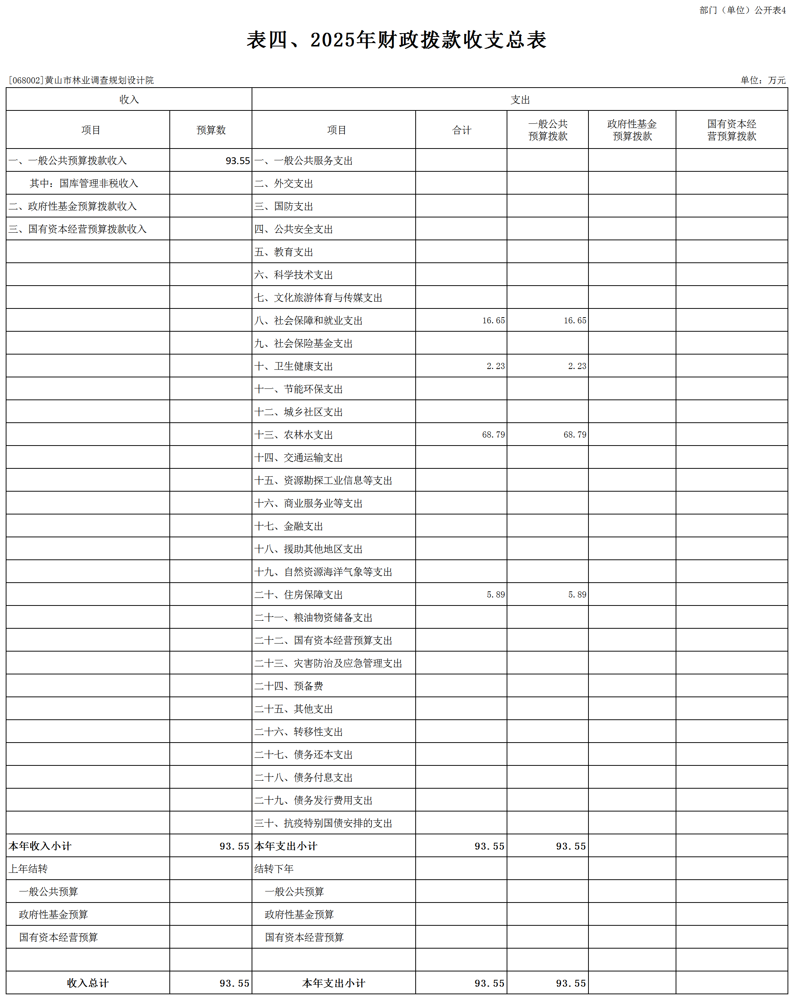 部门（单位）公开表4
表四、2025年财政拨款收支总表
[068002]黄山市林业调查规划设计院 单位：万元
收入 支出
项目 预算数 项目 合计 一般公共预算拨款 政府性基金预算拨款 国有资本经营预算拨款
一、一般公共预算拨款收入 93.55 一、一般公共服务支出
其中：国库管理非税收入 二、外交支出
二、政府性基金预算拨款收入 三、国防支出
三、国有资本经营预算拨款收入 四、公共安全支出
五、教育支出
六、科学技术支出
七、文化旅游体育与传媒支出
八、社会保障和就业支出 16.65 16.65
九、社会保险基金支出
十、卫生健康支出 2.23 2.23
十一、节能环保支出
十二、城乡社区支出
十三、农林水支出 68.79 68.79
十四、交通运输支出
十五、资源勘探工业信息等支出
十六、商业服务业等支出
十七、金融支出
十八、援助其他地区支出
十九、自然资源海洋气象等支出
二十、住房保障支出 5.89 5.89
二十一、粮油物资储备支出
二十二、国有资本经营预算支出
二十三、灾害防治及应急管理支出
二十四、预备费
二十五、其他支出
二十六、转移性支出
二十七、债务还本支出
二十八、债务付息支出
二十九、债务发行费用支出
三十、抗疫特别国债安排的支出
本年收入小计 93.55 本年支出小计 93.55 93.55
上年结转 结转下年
一般公共预算 一般公共预算
政府性基金预算 政府性基金预算
国有资本经营预算 国有资本经营预算
收入总计 93.55 本年支出小计 93.55 93.55